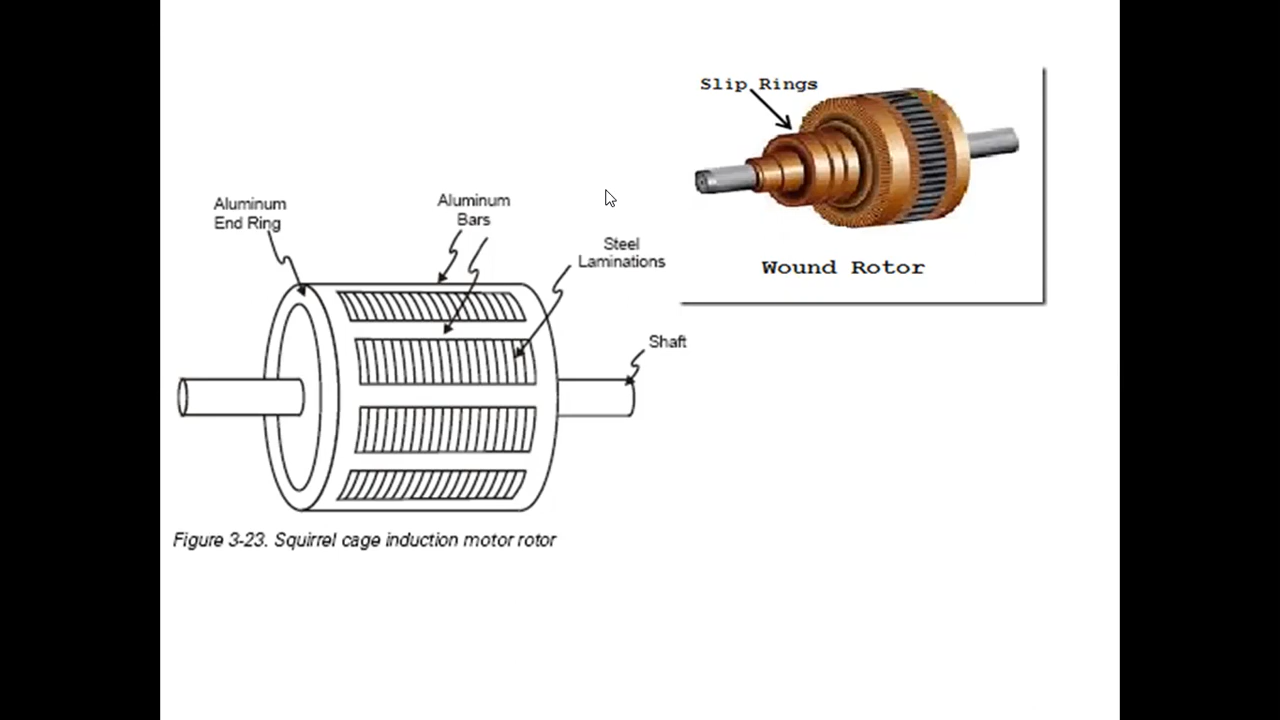 Slip Rings
Wound Rotor
Aluminum
End Ring
Aluminum
Bars
Steel
Laminations
Shaft
Figure 3-23. Squirrel cage induction motor rotor